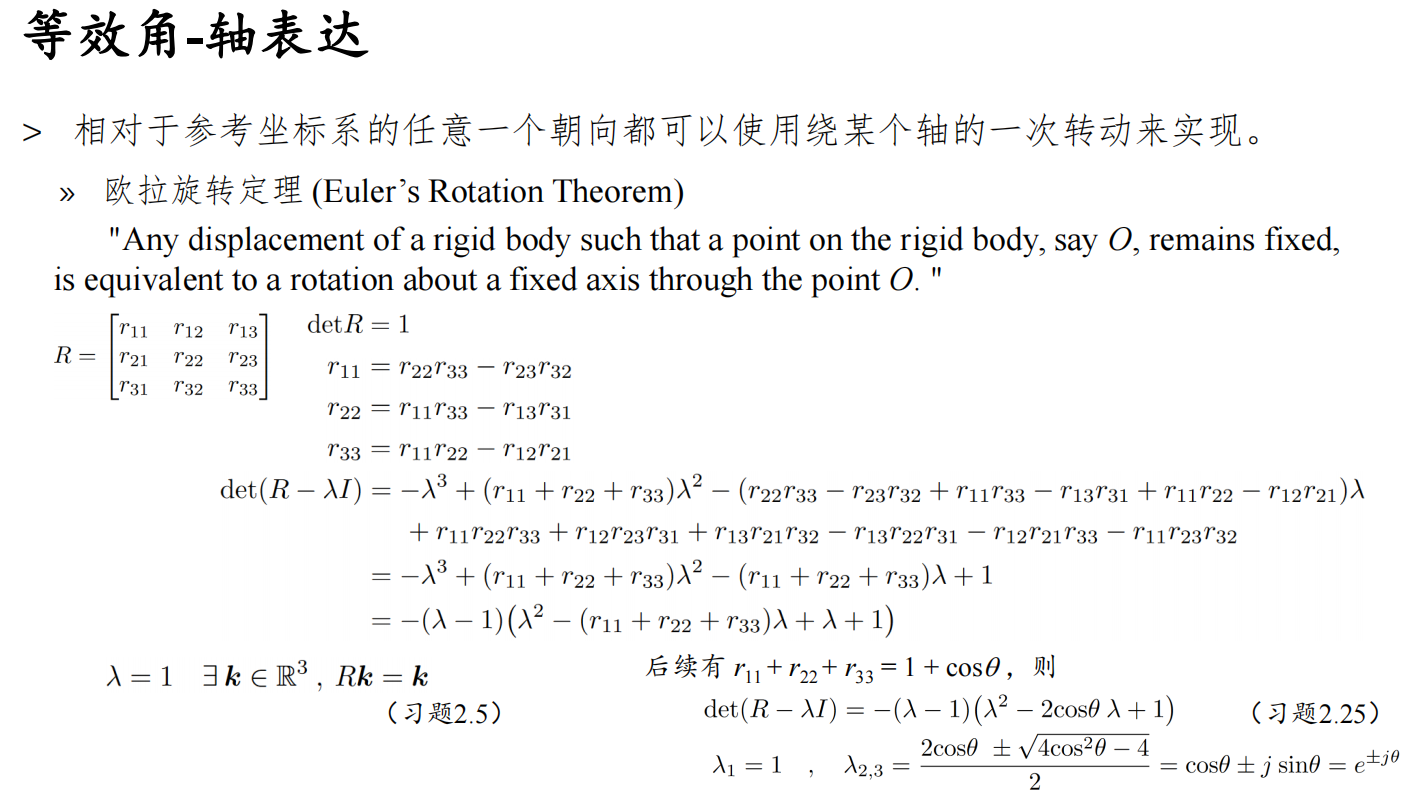 等效角-轴表达
> 相对于参考坐标系的任意一个朝向都可以使用绕某个轴的一次转动来实现。
» 欧拉旋转定理 (Euler’s Rotation Theorem)
"Any displacement of a rigid body such that a point on the rigid body, say O, remains fixed,
is equivalent to a rotation about a fixed axis through the point O. "
R = [r₁₁ r₁₂ r₁₃
r₂₁ r₂₂ r₂₃
r₃₁ r₃₂ r₃₃]
detR = 1
r₁₁ = r₂₂r₃₃ − r₂₃r₃₂
r₂₂ = r₁₁r₃₃ − r₁₃r₃₁
r₃₃ = r₁₁r₂₂ − r₁₂r₂₁
det(R − λI) = −λ³ + (r₁₁ + r₂₂ + r₃₃)λ² − (r₂₂r₃₃ − r₂₃r₃₂ + r₁₁r₃₃ − r₁₃r₃₁ + r₁₁r₂₂ − r₁₂r₂₁)λ
+ r₁₁r₂₂r₃₃ + r₁₂r₂₃r₃₁ + r₁₃r₂₁r₃₂ − r₁₃r₂₂r₃₁ − r₁₂r₂₁r₃₃ − r₁₁r₂₃r₃₂
= −λ³ + (r₁₁ + r₂₂ + r₃₃)λ² − (r₁₁ + r₂₂ + r₃₃)λ + 1
= −(λ − 1)(λ² − (r₁₁ + r₂₂ + r₃₃)λ + λ + 1)
λ = 1 ∃ k ∈ ℝ³ , Rk = k
（习题2.5）
后续有 r₁₁ + r₂₂ + r₃₃ = 1 + cosθ ，则
det(R − λI) = −(λ − 1)(λ² − 2cosθ λ + 1) （习题2.25）
λ₁ = 1 , λ₂,₃ = (2cosθ ± √(4cos²θ − 4))/2 = cosθ ± j sinθ = e^(±jθ)